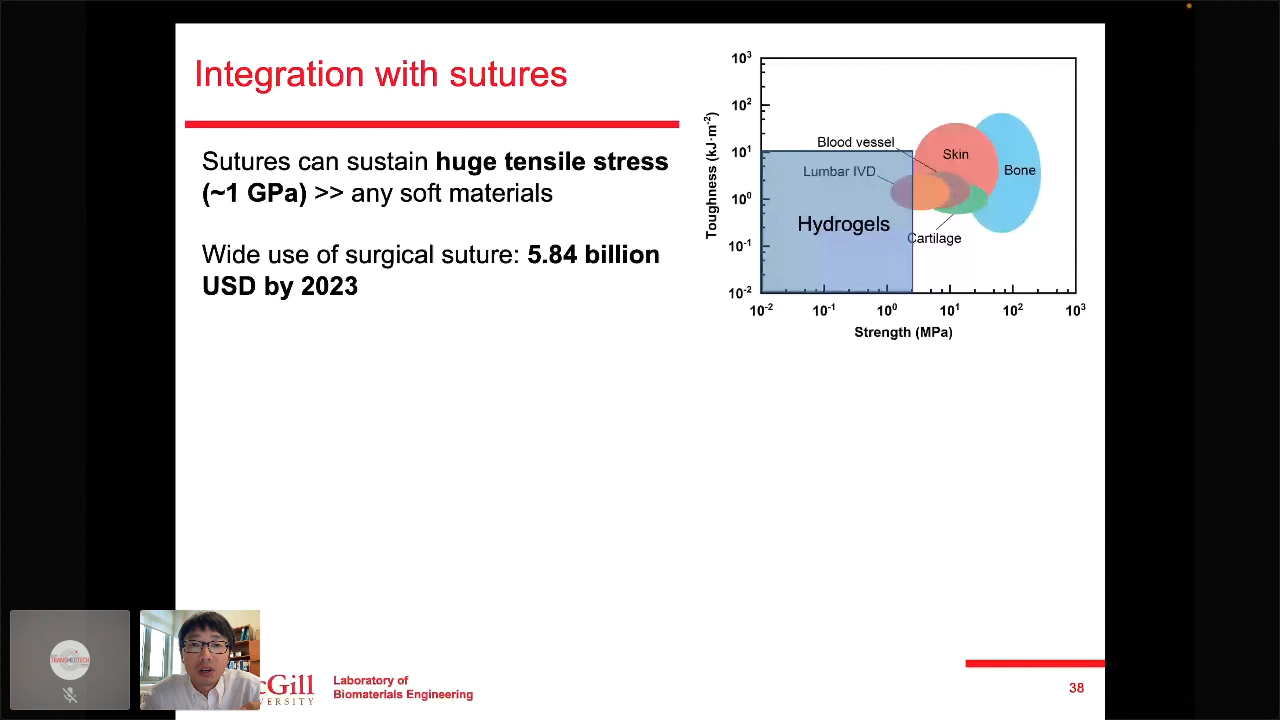 Integration with sutures
Sutures can sustain huge tensile stress
(~1 GPa) >> any soft materials
Wide use of surgical suture: 5.84 billion
USD by 2023
10³
10²
10¹
10⁰
10⁻¹
10⁻²
Toughness (kJ·m⁻²)
Blood vessel
Skin
Lumbar IVD
Bone
Hydrogels
Cartilage
10⁻²
10⁻¹
10⁰
10¹
10²
10³
Strength (MPa)
TRANSMEDTECH
Laboratory of
Biomaterials Engineering
38